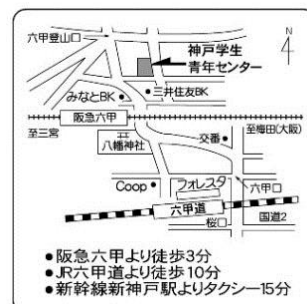 六甲登山口
神戸学生
青年センター
N
みなとBK
三井住友BK
阪急六甲
至三宮
至梅田(大阪)
八幡神社
交番
Coop
フォレスタ
六甲口
六甲道
桜口
国道2
●阪急六甲より徒歩3分
●JR六甲道より徒歩10分
●新幹線新神戸駅よりタクシー15分